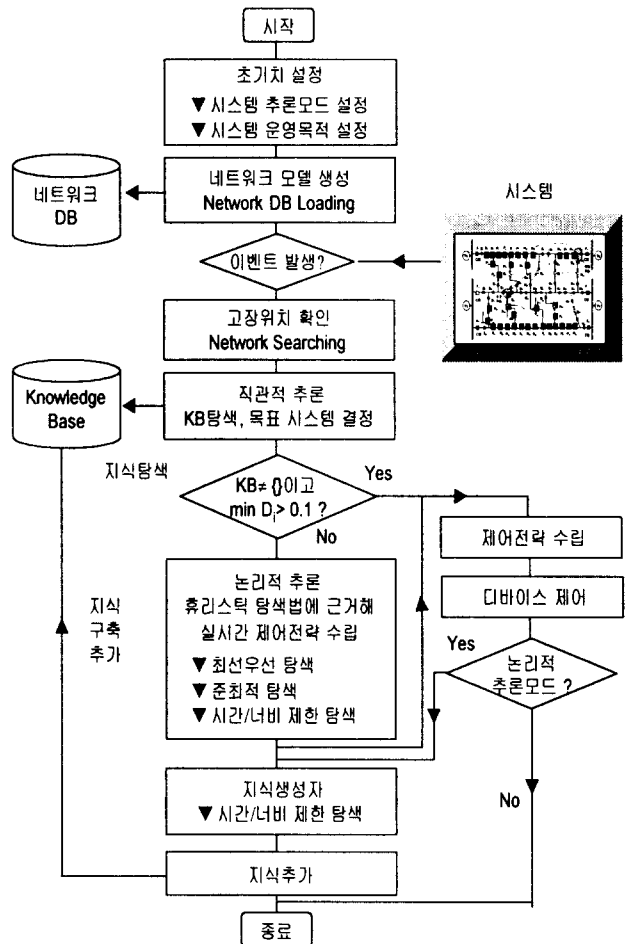 시작
초기치 설정
▼ 시스템 추론모드 설정
▼ 시스템 운영목적 설정
네트워크
DB
네트워크 모델 생성
Network DB Loading
시스템
이벤트 발생?
고장위치 확인
Network Searching
Knowledge
Base
직관적 추론
KB탐색, 목표 시스템 결정
지식탐색
KB≠ {}이고
min Di> 0.1 ?
Yes
No
제어전략 수립
디바이스 제어
논리적 추론
휴리스틱 탐색법에 근거해
실시간 제어전략 수립
▼ 최선우선 탐색
▼ 준최적 탐색
▼ 시간/너비 제한 탐색
지식
구축
추가
Yes
논리적
추론모드 ?
No
지식생성자
▼ 시간/너비 제한 탐색
지식추가
종료